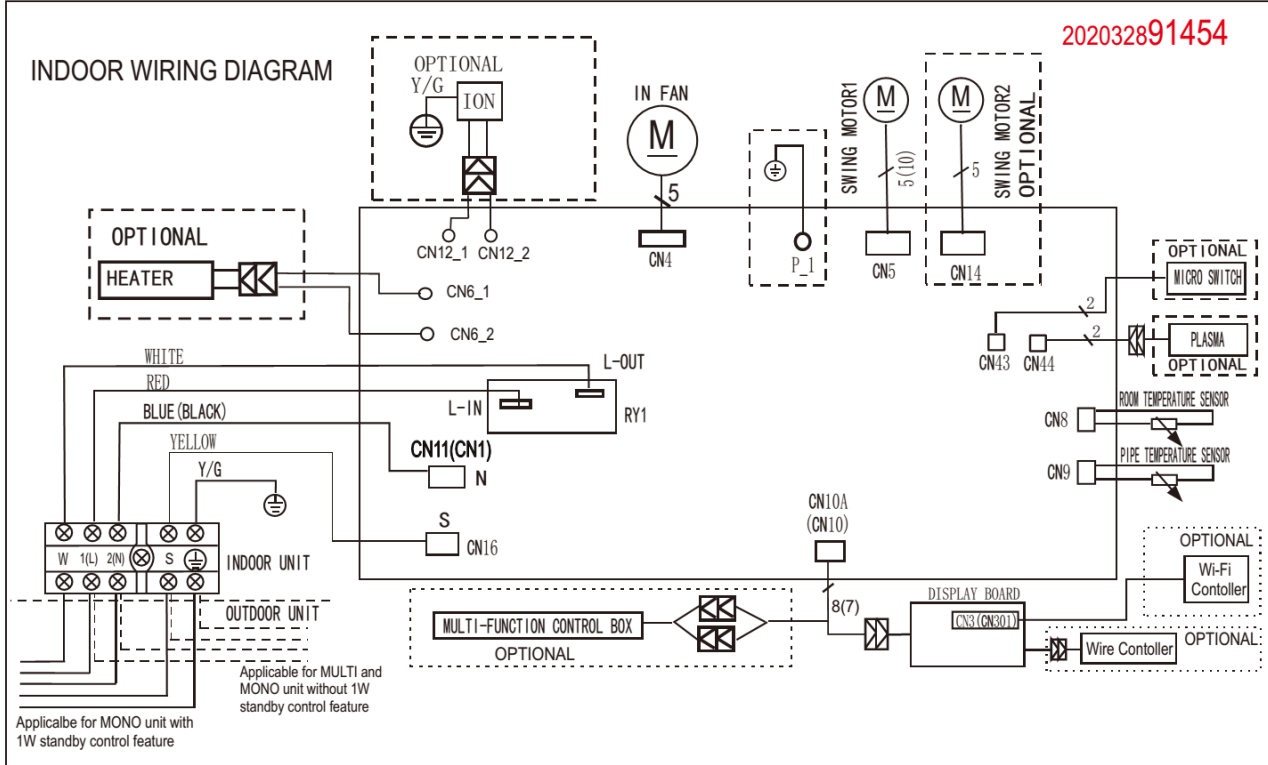 20203289​1454
INDOOR WIRING DIAGRAM
OPTIONAL
Y/G
ION
IN FAN
M
5
SWING MOTOR1
M
5(10)
M
5
SWING MOTOR2
OPTIONAL
CN12_1
CN12_2
CN4
P_1
CN5
CN14
OPTIONAL
HEATER
CN6_1
CN6_2
OPTIONAL
MICRO SWITCH
2
2
PLASMA
OPTIONAL
CN43
CN44
WHITE
L-OUT
RED
L-IN
RY1
BLUE(BLACK)
CN11(CN1)
N
YELLOW
Y/G
S
CN16
ROOM TEMPERATURE SENSOR
CN8
PIPE TEMPERATURE SENSOR
CN9
CN10A
(CN10)
W 1(L) 2(N) S
INDOOR UNIT
OUTDOOR UNIT
8(7)
MULTI-FUNCTION CONTROL BOX
OPTIONAL
DISPLAY BOARD
CN3(CN301)
OPTIONAL
Wi-Fi
Contoller
Wire Contoller
OPTIONAL
Applicable for MULTI and
MONO unit without 1W
standby control feature
Applicalbe for MONO unit with
1W standby control feature